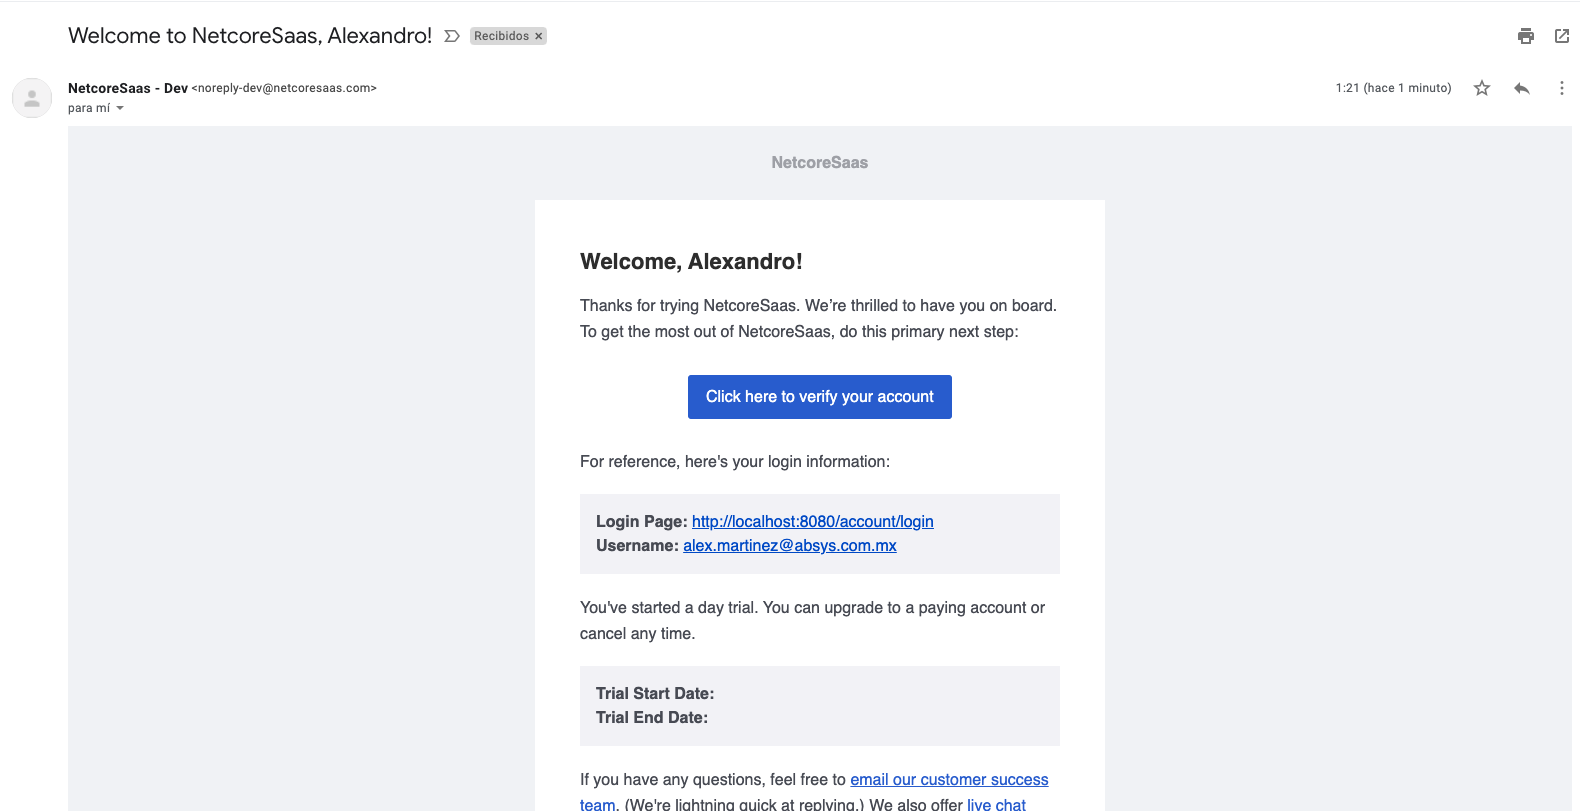 Welcome to NetcoreSaas, Alexandro!
Recibidos ×
NetcoreSaas - Dev <noreply-dev@netcoresaas.com>
1:21 (hace 1 minuto)
para mí
NetcoreSaas
Welcome, Alexandro!
Thanks for trying NetcoreSaas. We’re thrilled to have you on board.
To get the most out of NetcoreSaas, do this primary next step:
Click here to verify your account
For reference, here's your login information:
Login Page: http://localhost:8080/account/login
Username: alex.martinez@absys.com.mx
You've started a day trial. You can upgrade to a paying account or
cancel any time.
Trial Start Date:
Trial End Date:
If you have any questions, feel free to email our customer success
team. (We're lightning quick at replying.) We also offer live chat